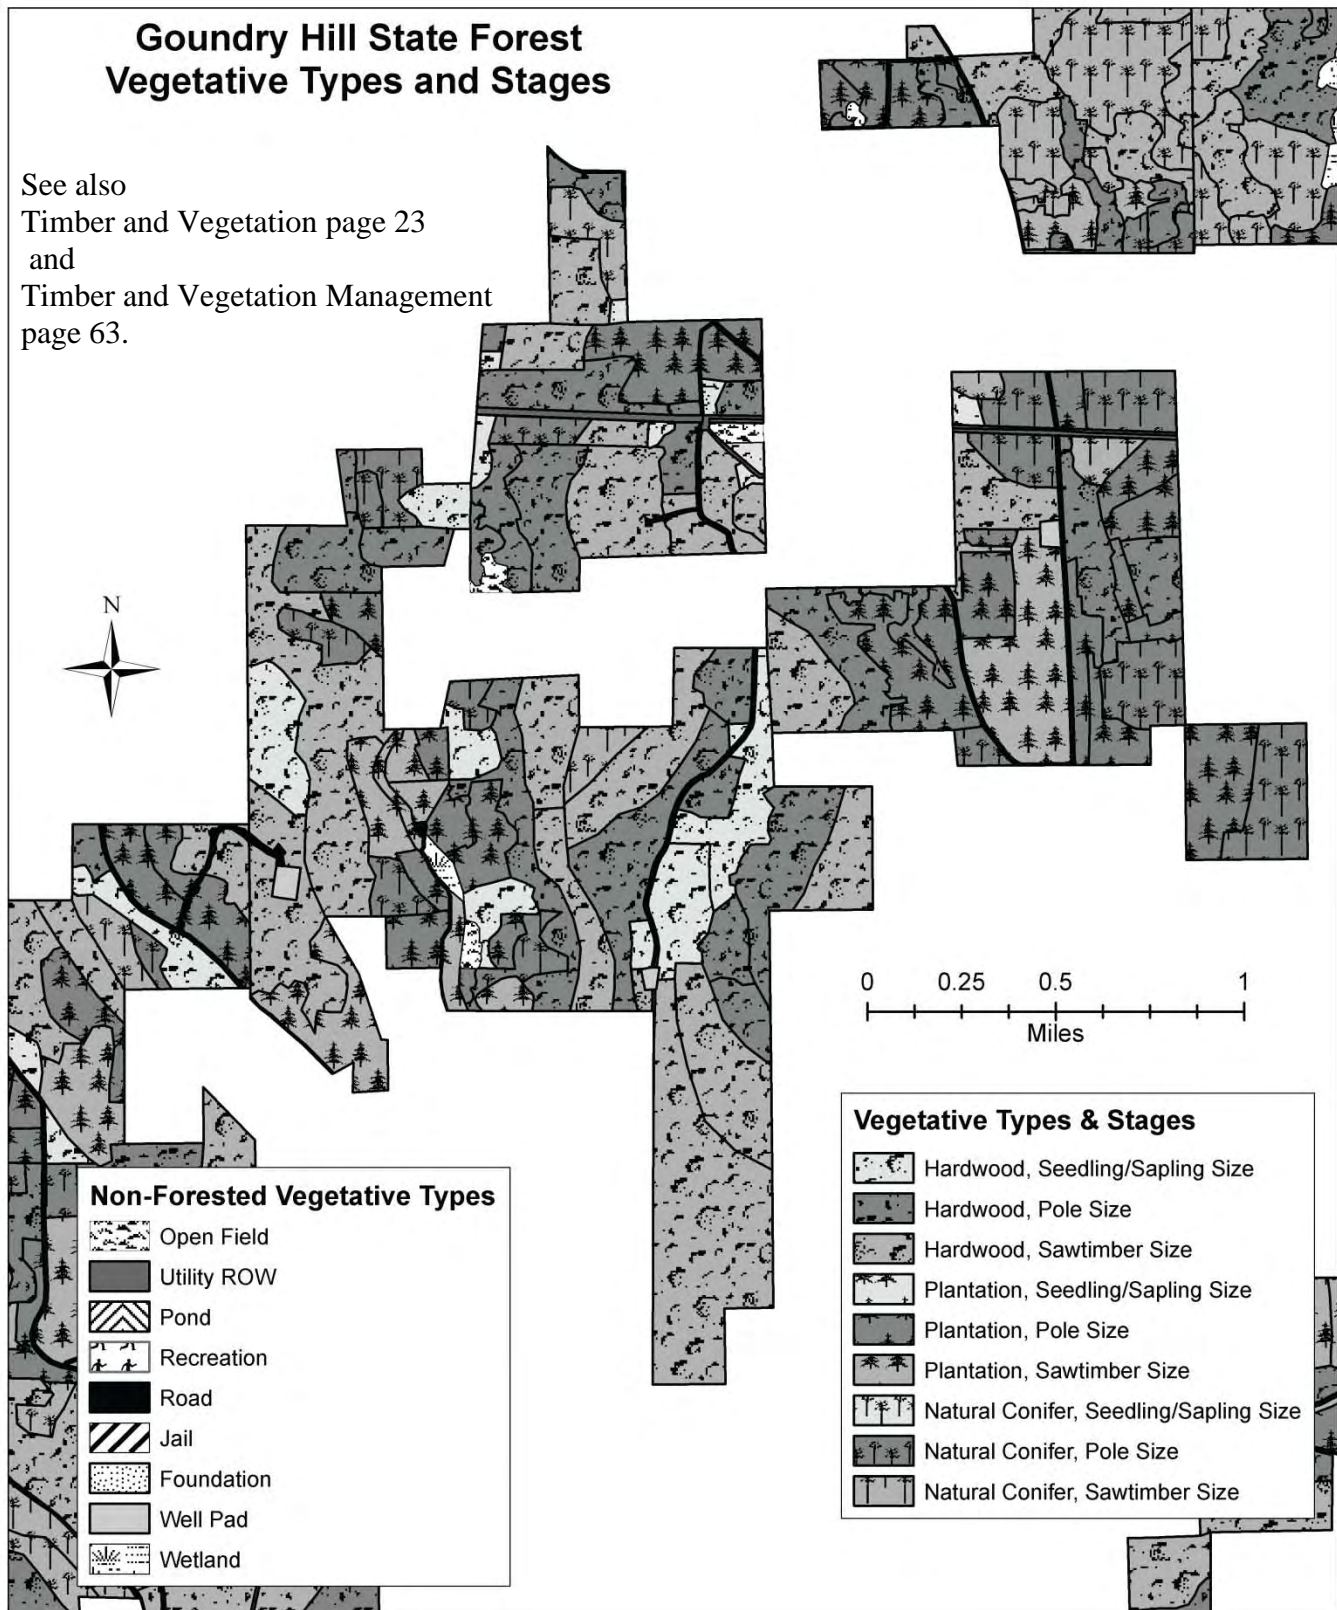 Goundry Hill State Forest
Vegetative Types and Stages
See also
Timber and Vegetation page 23
and
Timber and Vegetation Management
page 63.
N
0 0.25 0.5 1
Miles
Non-Forested Vegetative Types
Open Field
Utility ROW
Pond
Recreation
Road
Jail
Foundation
Well Pad
Wetland
Vegetative Types & Stages
Hardwood, Seedling/Sapling Size
Hardwood, Pole Size
Hardwood, Sawtimber Size
Plantation, Seedling/Sapling Size
Plantation, Pole Size
Plantation, Sawtimber Size
Natural Conifer, Seedling/Sapling Size
Natural Conifer, Pole Size
Natural Conifer, Sawtimber Size